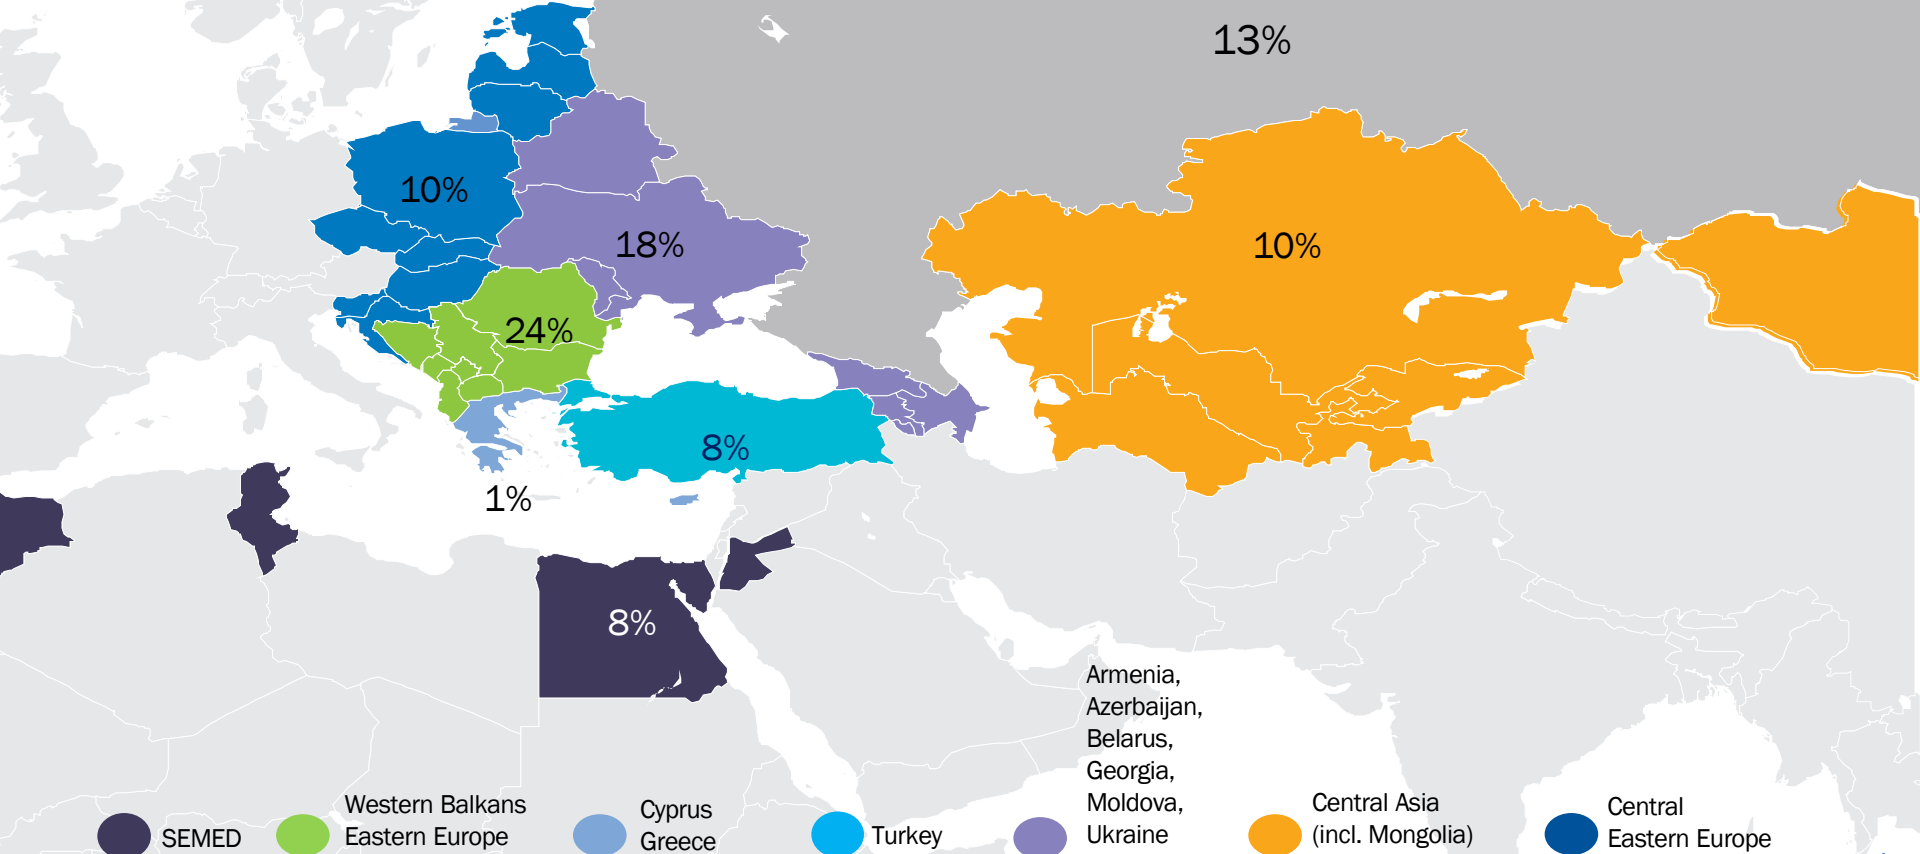 13%
10%
18%
10%
24%
8%
1%
8%
Armenia,
Azerbaijan,
Belarus,
Georgia,
Moldova,
Ukraine
SEMED
Western Balkans
Eastern Europe
Cyprus
Greece
Turkey
Central Asia
(incl. Mongolia)
Central
Eastern Europe